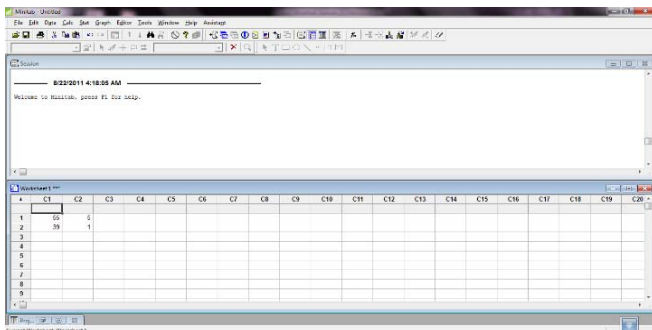 Minitab - Untitled
File Edit Data Calc Stat Graph Editor Tools Window Help Assistant
Session
8/22/2011 4:18:05 AM
Welcome to Minitab, press F1 for help.
Worksheet 1 ***
C1 C2 C3 C4 C5 C6 C7 C8 C9 C10 C11 C12 C13 C14 C15 C16 C17 C18 C19 C20
1 55 5
2 39 1
3
4
5
6
7
8
9